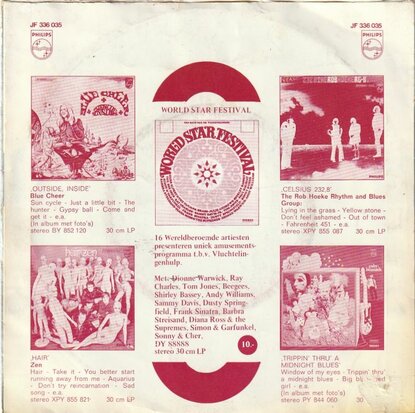 JF 336 035
JF 336 035
PHILIPS
PHILIPS
WORLD STAR FESTIVAL
WORLD STAR FESTIVAL
BLUE CHEER
PHILIPS
‚OUTSIDE, INSIDE'
Blue Cheer
Sun cycle - Just a little bit - The
hunter - Gypsy ball - Come and
get it - e.a.
(In album met foto's)
stereo BY 852 120 30 cm LP
‚CELSIUS 232,8'
The Rob Hoeke Rhythm and Blues
Group:
Lying in the grass - Yellow stone -
Don't feel ashamed - Out of town
- Fahrenheit 451 - e.a.
stereo XPY 855 087 30 cm LP
16 Wereldberoemde artiesten
presenteren uniek amusements-
programma t.b.v. Vluchtelin-
genhulp.
Met: Dionne Warwick, Ray
Charles, Tom Jones, Beegees,
Shirley Bassey, Andy Williams,
Sammy Davis, Dusty Spring-
field, Frank Sinatra, Barbra
Streisand, Diana Ross & the
Supremes, Simon & Garfunkel,
Sonny & Cher,
DY 88888
stereo 30 cm LP
10.-
‚HAIR'
Zen
Hair - Take it - You better start
running away from me - Aquarius
- Don't try reincarnation - Sad
song - e.a.
stereo XPY 855 821 30 cm LP
‚TRIPPIN' THRU' A
MIDNIGHT BLUES'
Window of my eyes - Trippin' thru'
a midnight blues - Big
girl - e.a.
stereo PY 844 060 30 cm LP